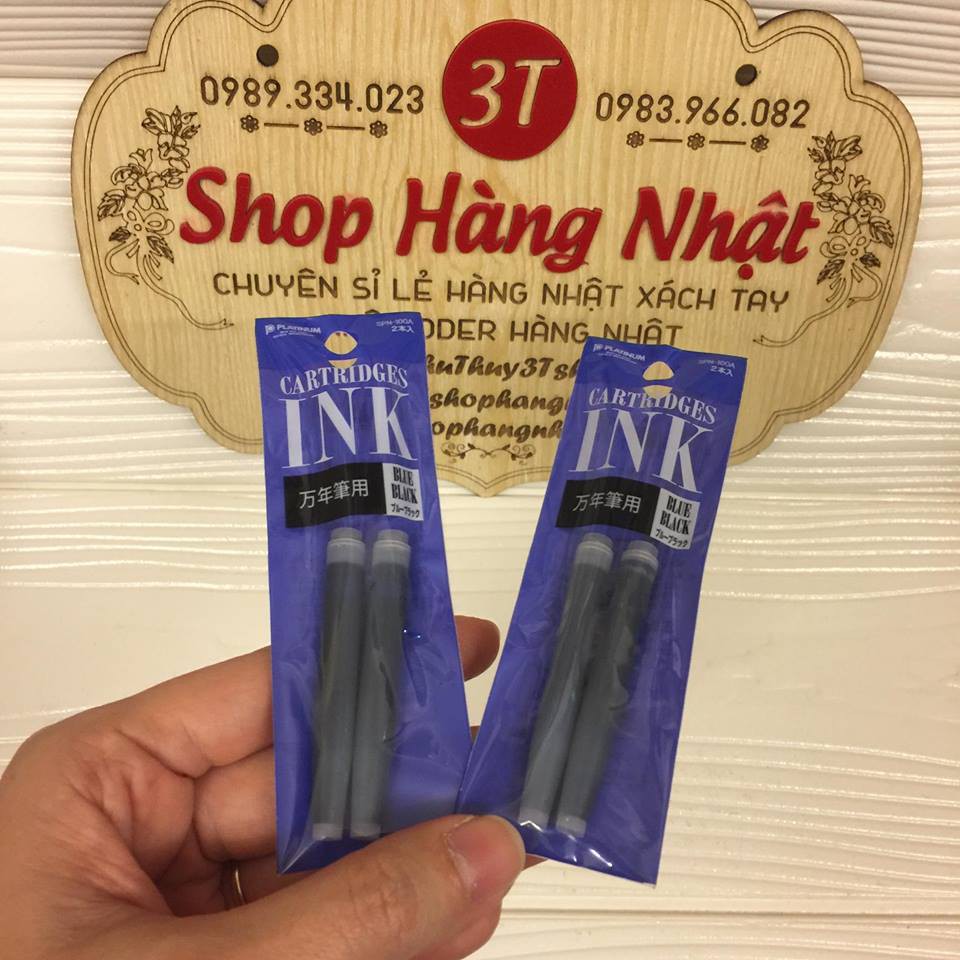 3T
0989.334.023
0983.966.082
Shop Hàng Nhật
CHUYÊN SỈ LẺ HÀNG NHẬT XÁCH TAY
ODER HÀNG NHẬT
PLATINUM
SPN-100A
2本入
CARTRIDGES
INK
万年筆用
BLUE
BLACK
ブルーブラック
PLATINUM
SPN-100A
2本入
CARTRIDGES
INK
万年筆用
BLUE
BLACK
ブルーブラック